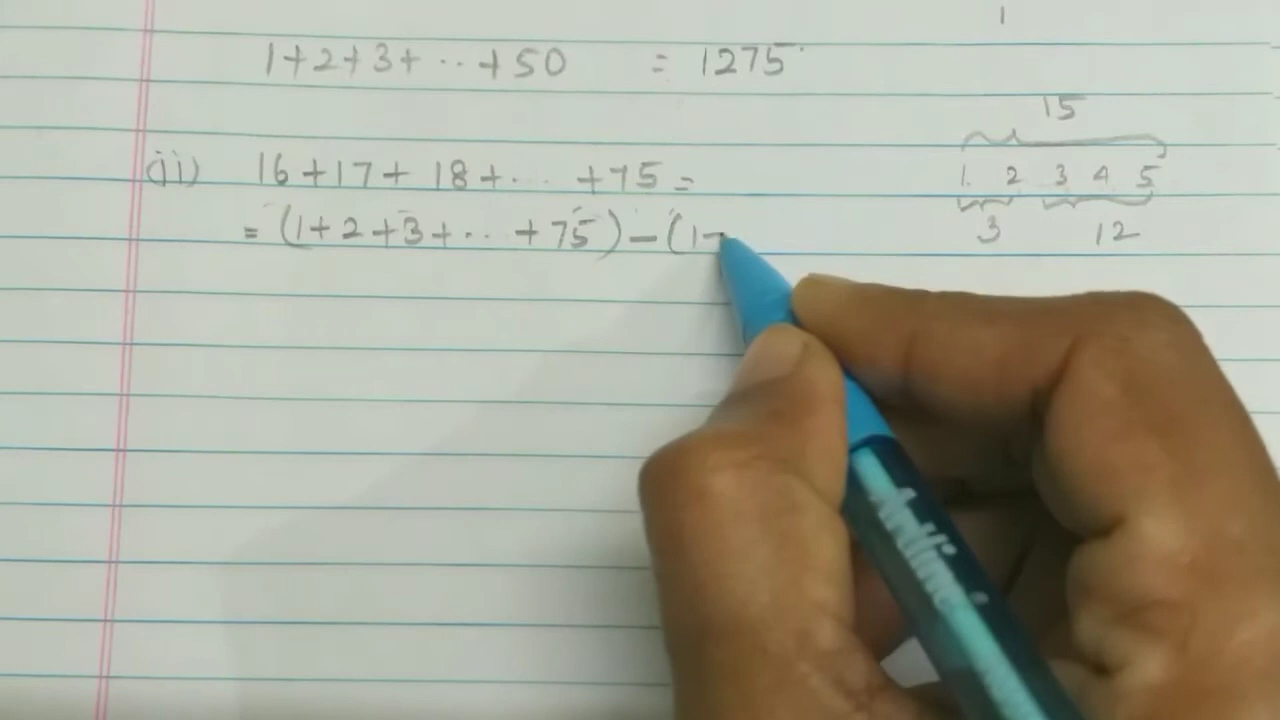 1
1+2+3+ ... +50 = 1275
15
(ii) 16+17+ 18+ ... +75 =
1 2 3 4 5
= (1+2+3+ ... +75) - (1+
3 12
Artline